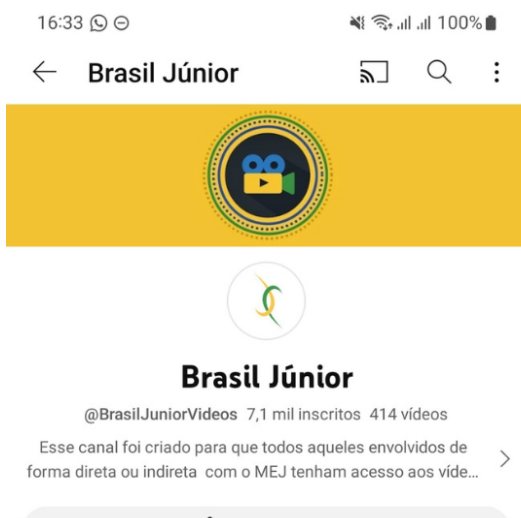 16:33 100%
Brasil Júnior
Brasil Júnior
@BrasilJuniorVideos 7,1 mil inscritos 414 vídeos
Esse canal foi criado para que todos aqueles envolvidos de
forma direta ou indireta com o MEJ tenham acesso aos víde...